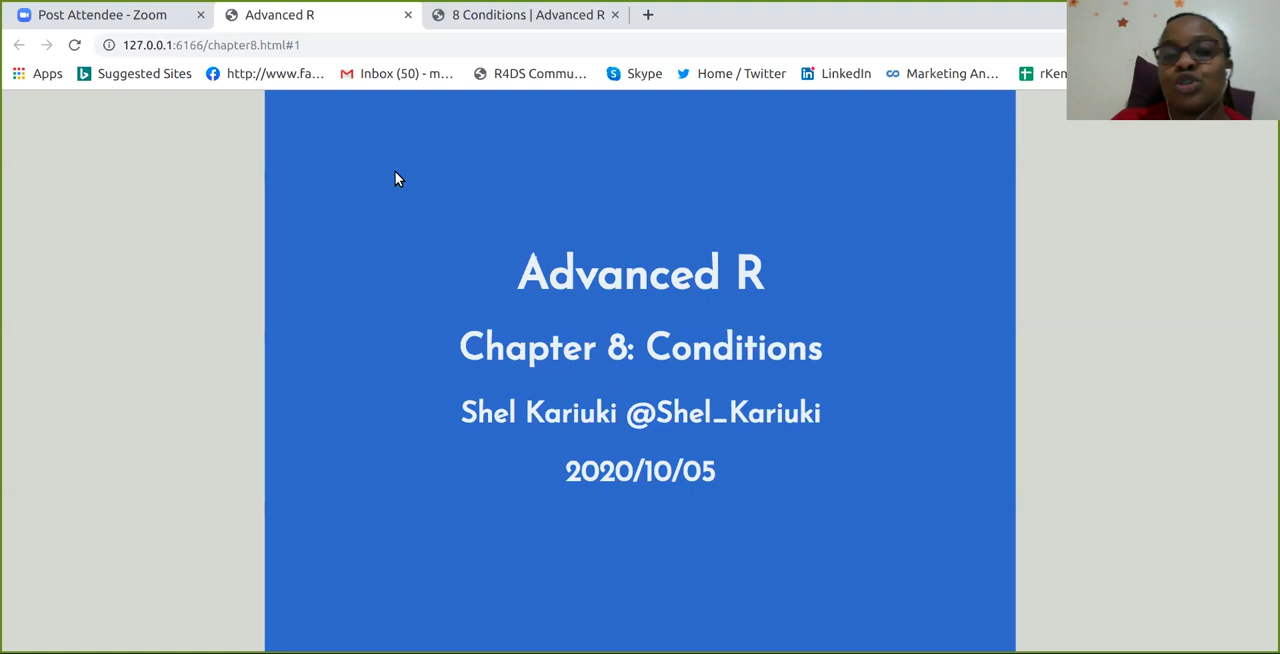 Post Attendee - Zoom
Advanced R
8 Conditions | Advanced R
127.0.0.1:6166/chapter8.html#1
Apps
Suggested Sites
http://www.fa...
Inbox (50) - m...
R4DS Commu...
Skype
Home / Twitter
LinkedIn
Marketing An...
rKen
Advanced R
Chapter 8: Conditions
Shel Kariuki @Shel_Kariuki
2020/10/05